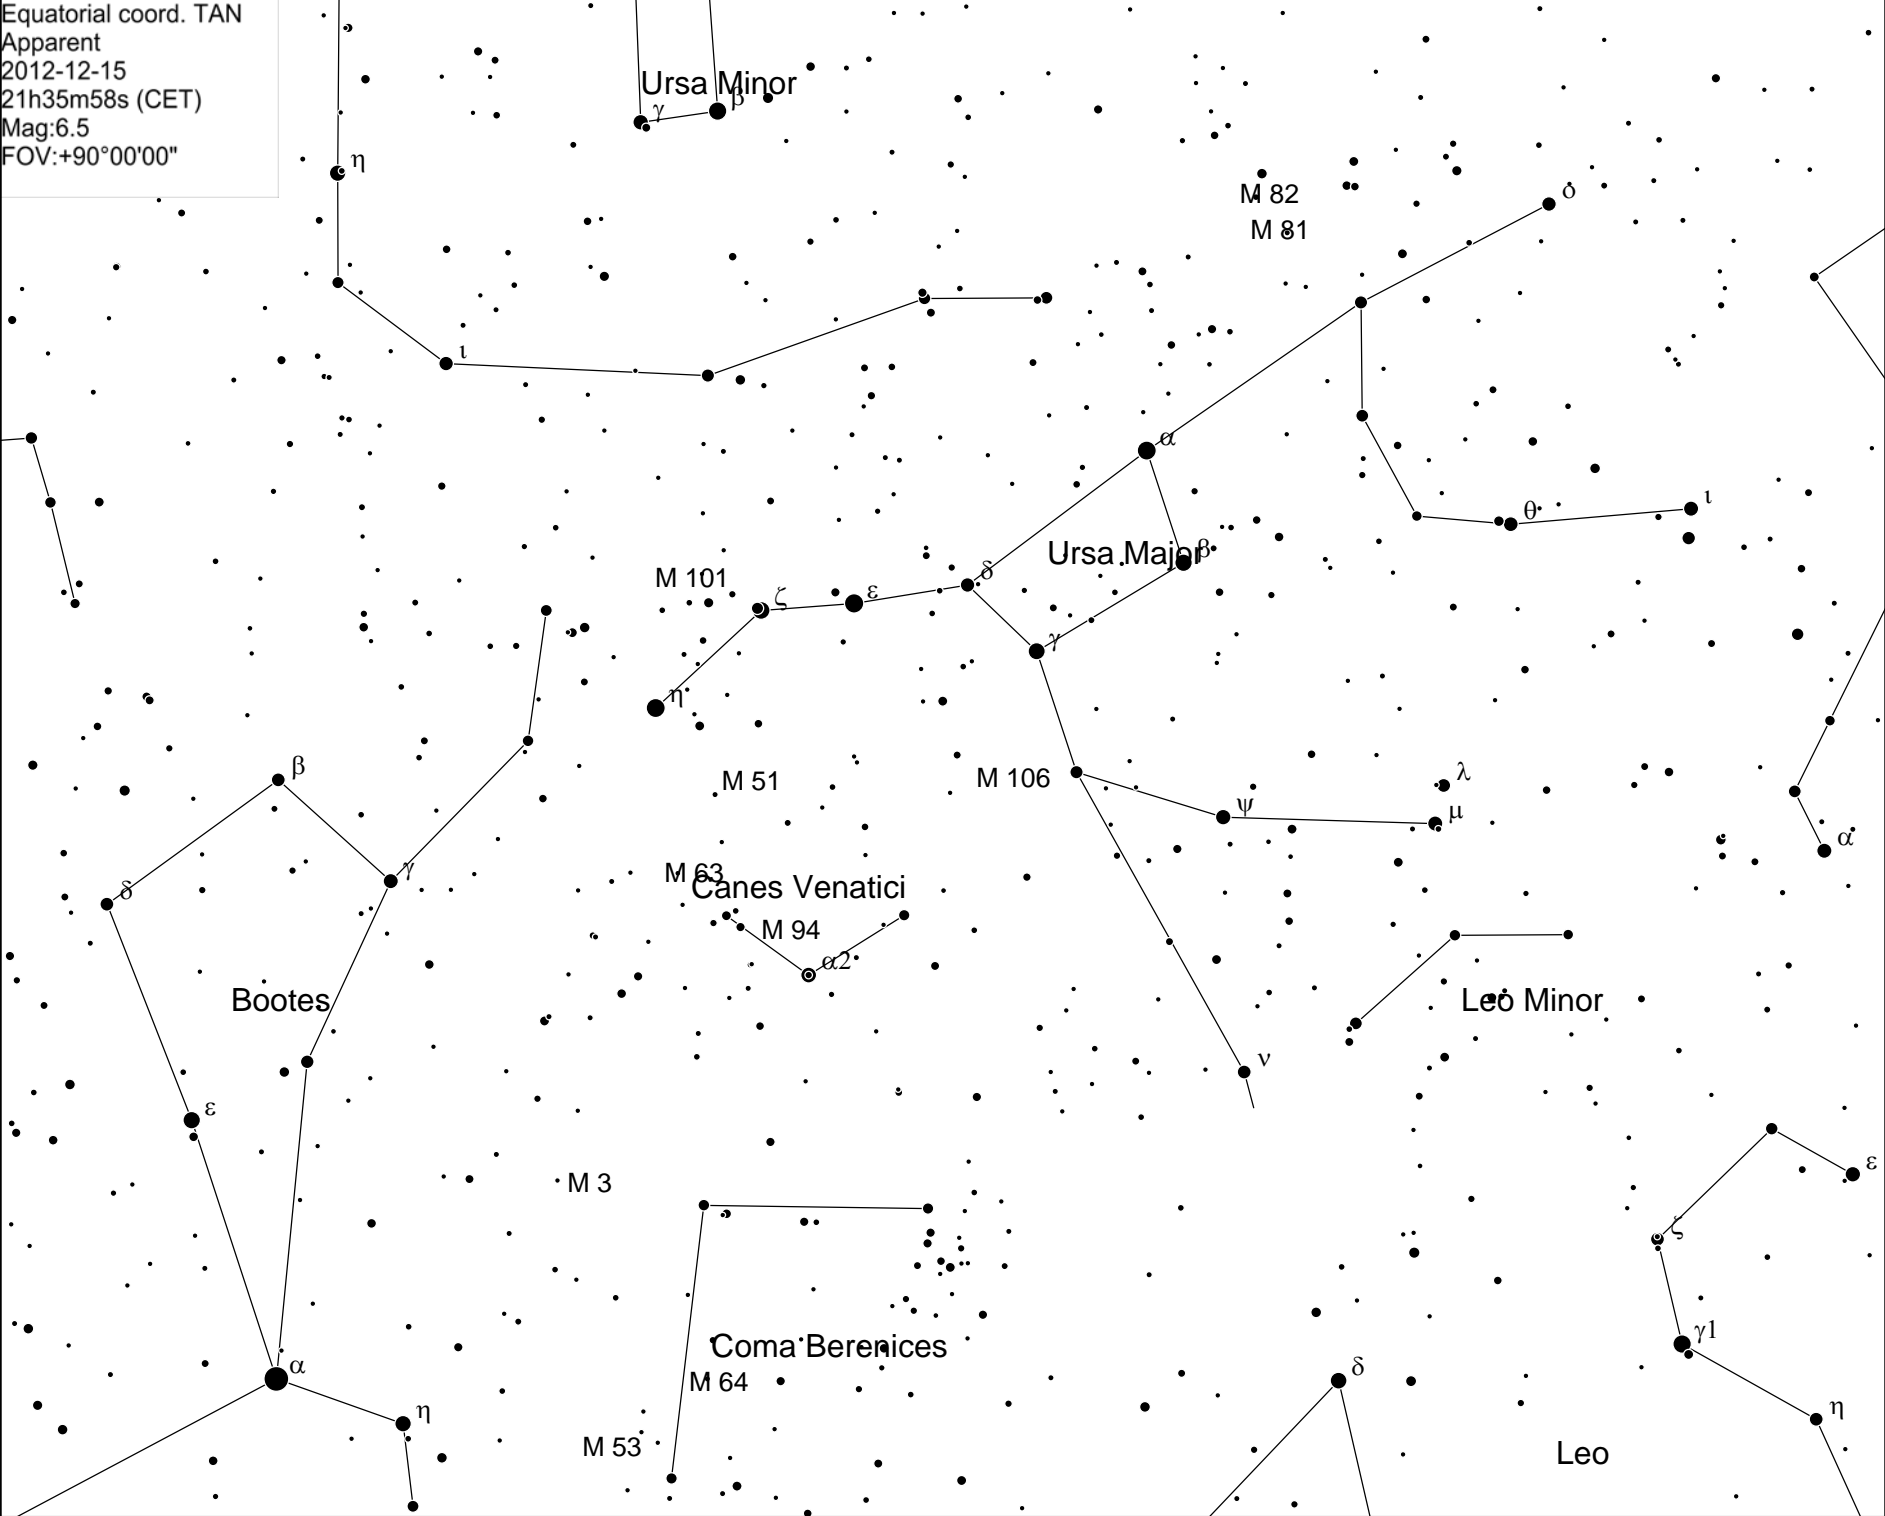 Equatorial coord. TAN
Apparent
2012-12-15
21h35m58s (CET)
Mag:6.5
FOV:+90°00'00"
Ursa Minor
γ β
η
M 82
ο
M 81
ι
α
θ ι
Ursa Major β
M 101 ζ ε δ
γ
η
β
M 51 M 106 λ
ψ μ
α
γ
M 63
δ Canes Venatici
M 94
α2
Bootes Leo Minor
ν
ε
ε
M 3
ζ
γ1
Coma Berenices
α δ
M 64
η η
M 53 Leo